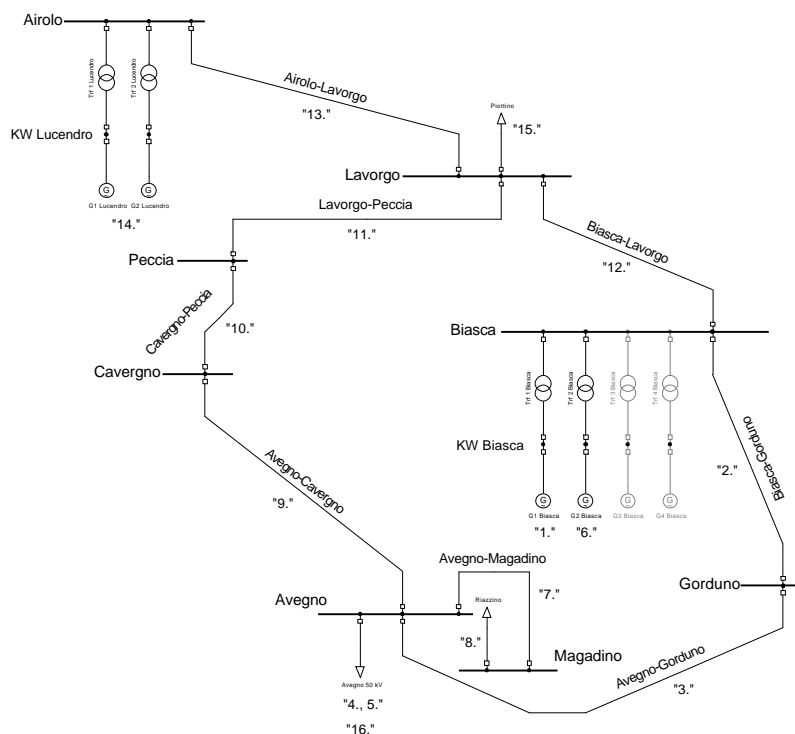 Airolo
Trf 1 Lucendro
Trf 2 Lucendro
Airolo-Lavorgo
"13."
Piottino
"15."
KW Lucendro
Lavorgo
G
G
G1 Lucendro
G2 Lucendro
"14."
Lavorgo-Peccia
"11."
Biasca-Lavorgo
"12."
Peccia
Cavergno-Peccia
"10."
Biasca
Cavergno
Trf 1 Biasca
Trf 2 Biasca
Trf 3 Biasca
Trf 4 Biasca
KW Biasca
Biasca-Gorduno
"2."
Avegno-Cavergno
"9."
G
G
G
G
G1 Biasca
G2 Biasca
G3 Biasca
G4 Biasca
"1."
"6."
Avegno-Magadino
"7."
Gorduno
Avegno
Riazzino
"8."
Magadino
Avegno-Gorduno
"3."
Avegno 50 kV
"4., 5."
"16."